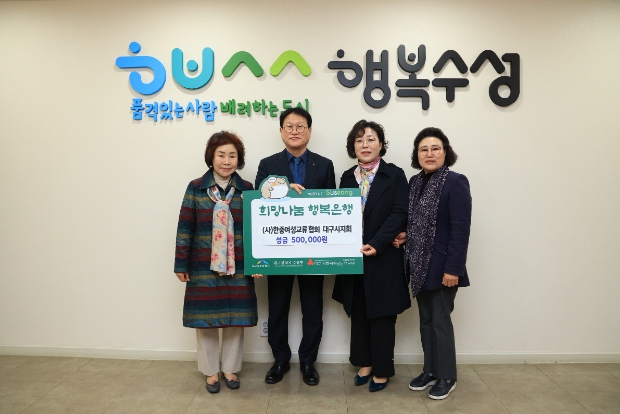 행복수성
품격있는 사람 배려하는 도시
SUseong
희망나눔 행복은행
(사)한중여성교류협회 대구시지회
성금 500,000원